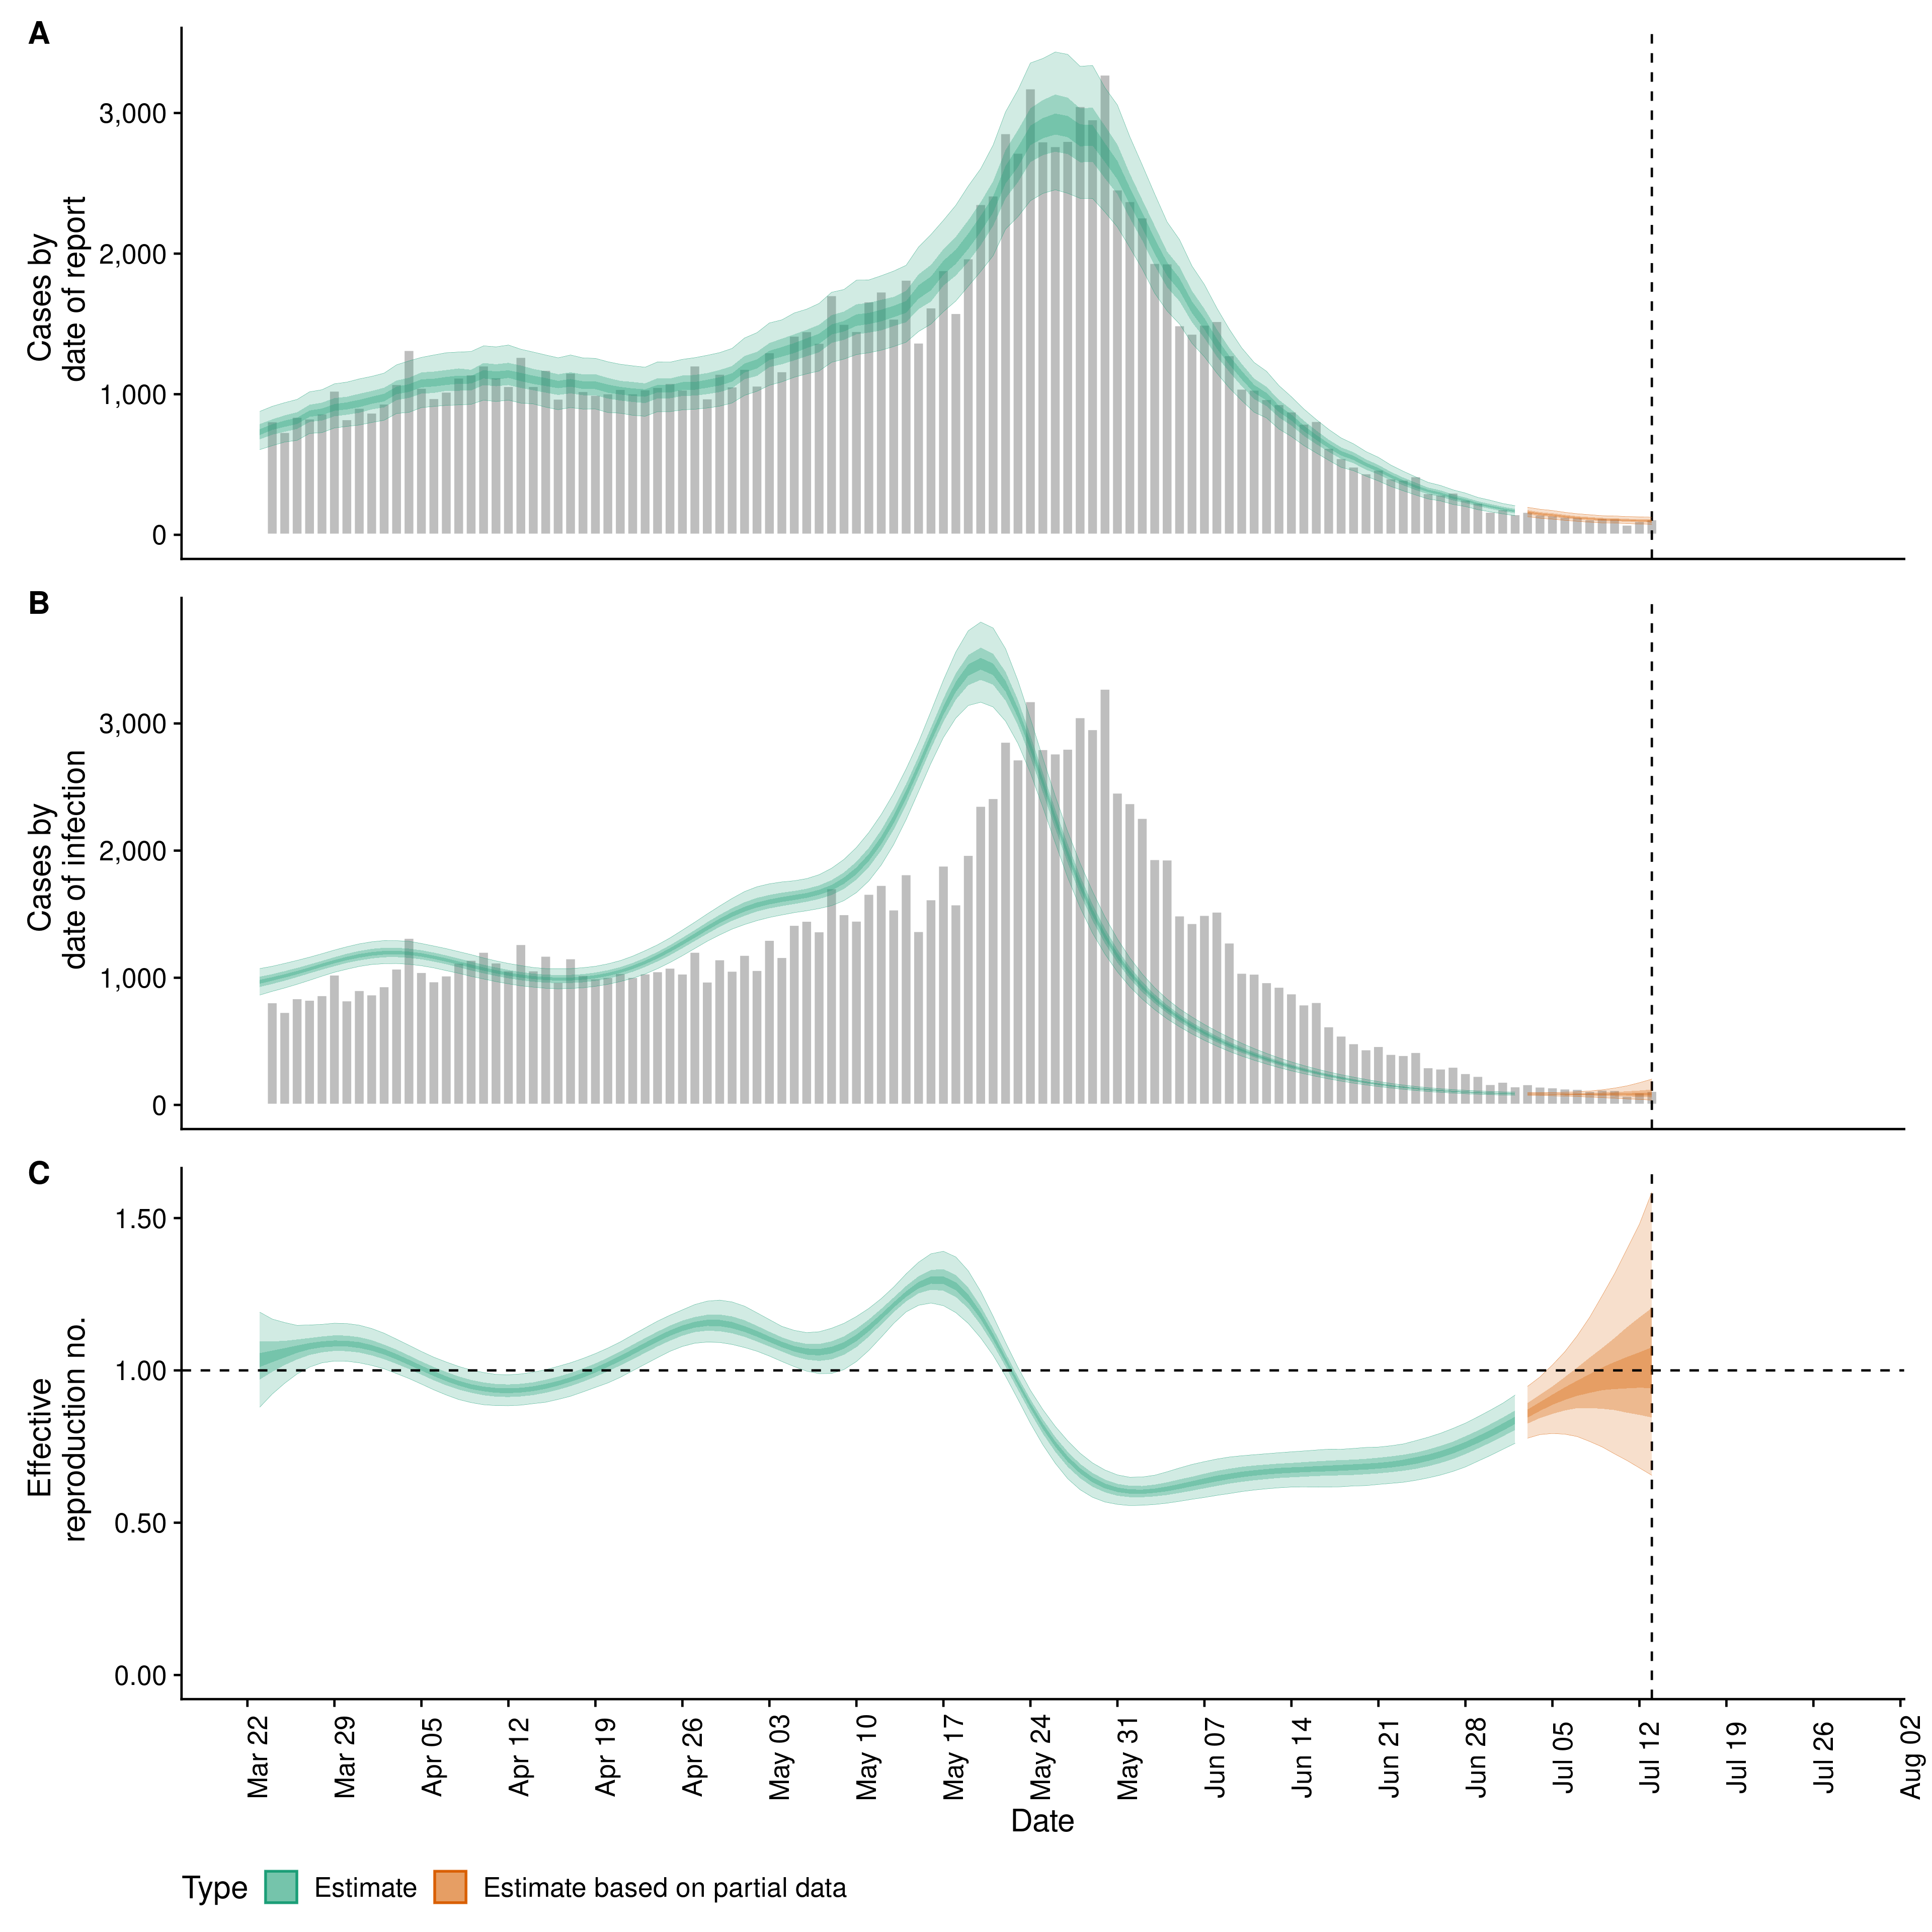 A
Cases by
date of report
3,000
2,000
1,000
0
B
Cases by
date of infection
3,000
2,000
1,000
0
C
Effective
reproduction no.
1.50
1.00
0.50
0.00
Mar 22
Mar 29
Apr 05
Apr 12
Apr 19
Apr 26
May 03
May 10
May 17
May 24
May 31
Jun 07
Jun 14
Jun 21
Jun 28
Jul 05
Jul 12
Jul 19
Jul 26
Aug 02
Date
Type Estimate Estimate based on partial data